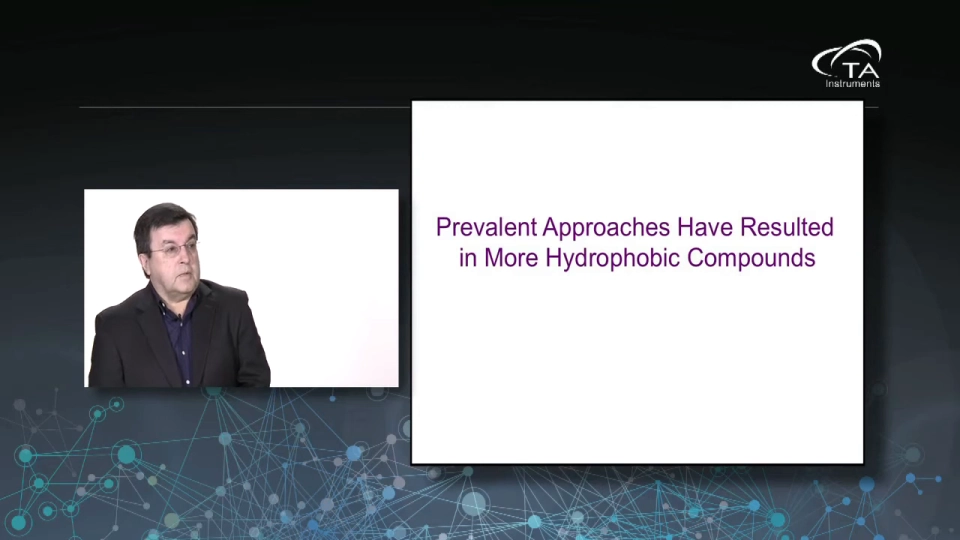 TA
Instruments
Prevalent Approaches Have Resulted
in More Hydrophobic Compounds